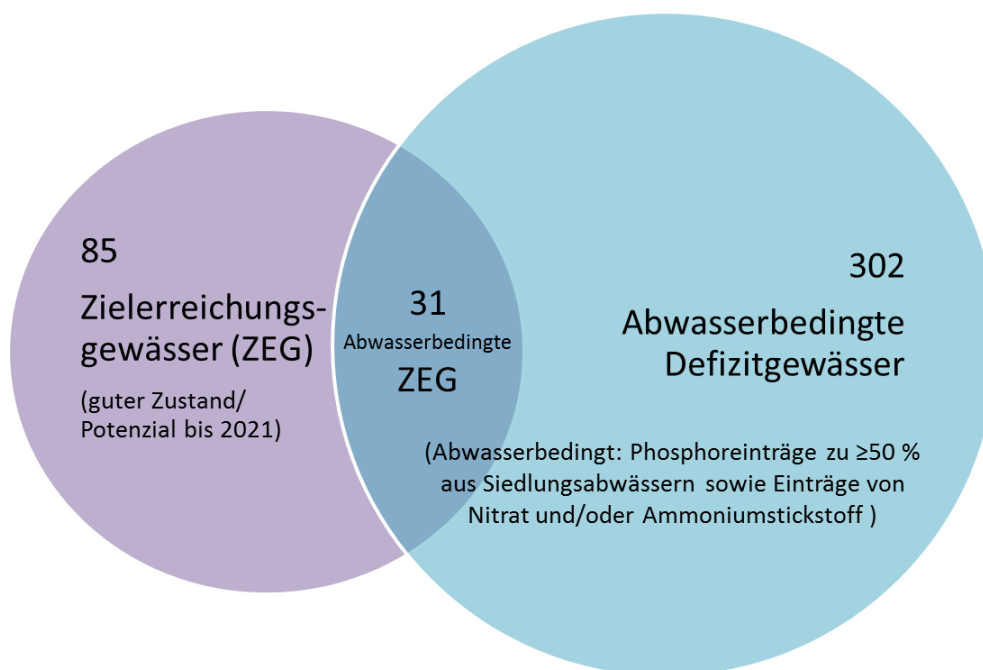 85
Zielerreichungs-
gewässer (ZEG)
(guter Zustand/
Potenzial bis 2021)
31
Abwasserbedingte
ZEG
302
Abwasserbedingte
Defizitgewässer
(Abwasserbedingt: Phosphoreinträge zu ≥50 %
aus Siedlungsabwässern sowie Einträge von
Nitrat und/oder Ammoniumstickstoff )